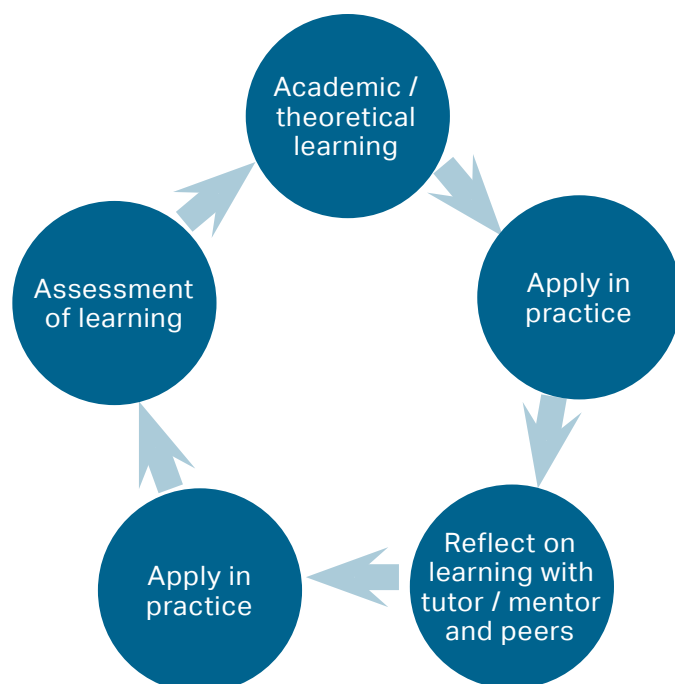 Academic /
theoretical
learning
Apply in
practice
Reflect on
learning with
tutor / mentor
and peers
Apply in
practice
Assessment
of learning